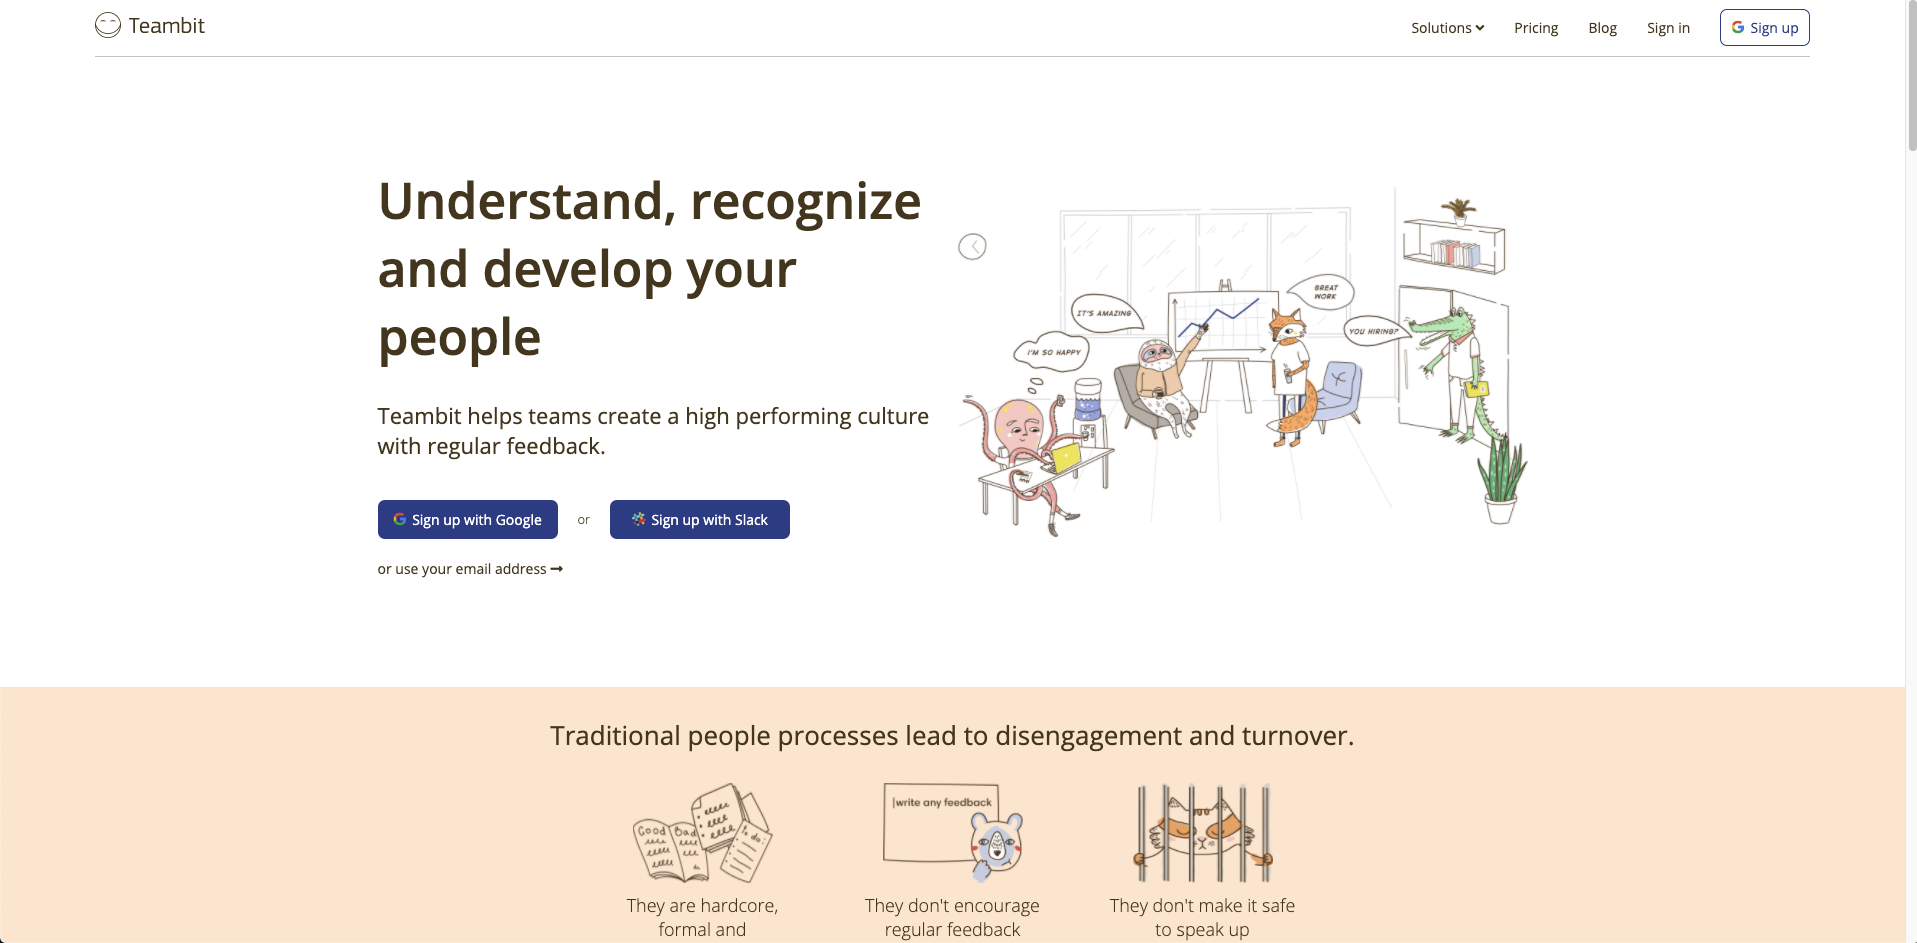 Teambit
Solutions
Pricing
Blog
Sign in
Sign up
Understand, recognize
and develop your
people
Teambit helps teams create a high performing culture
with regular feedback.
Sign up with Google
or
Sign up with Slack
or use your email address
IT'S AMAZING
GREAT
WORK
YOU HIRING?
I'M SO HAPPY
Traditional people processes lead to disengagement and turnover.
Good
Bad
To do:
|write any feedback
They are hardcore,
formal and
They don't encourage
regular feedback
They don't make it safe
to speak up